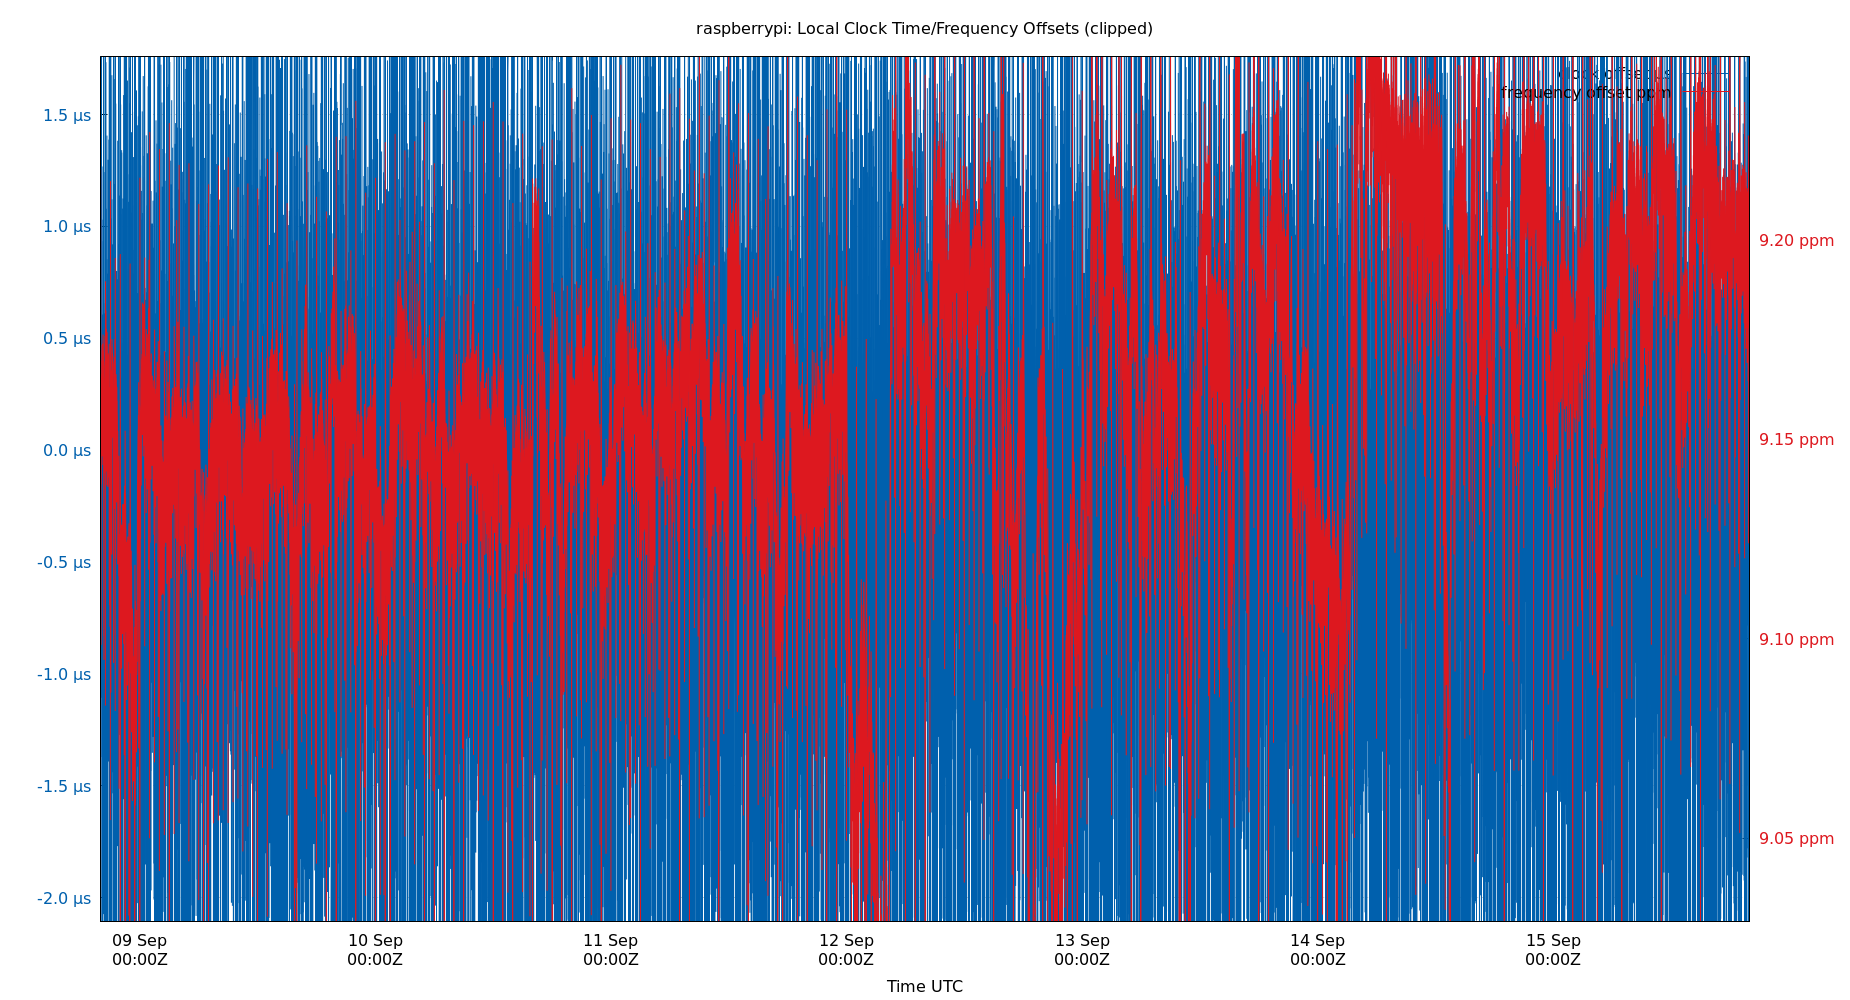 raspberrypi: Local Clock Time/Frequency Offsets (clipped)
clock offset µs
frequency offset ppm
1.5 µs
1.0 µs
0.5 µs
0.0 µs
-0.5 µs
-1.0 µs
-1.5 µs
-2.0 µs
9.20 ppm
9.15 ppm
9.10 ppm
9.05 ppm
09 Sep
00:00Z
10 Sep
00:00Z
11 Sep
00:00Z
12 Sep
00:00Z
13 Sep
00:00Z
14 Sep
00:00Z
15 Sep
00:00Z
Time UTC